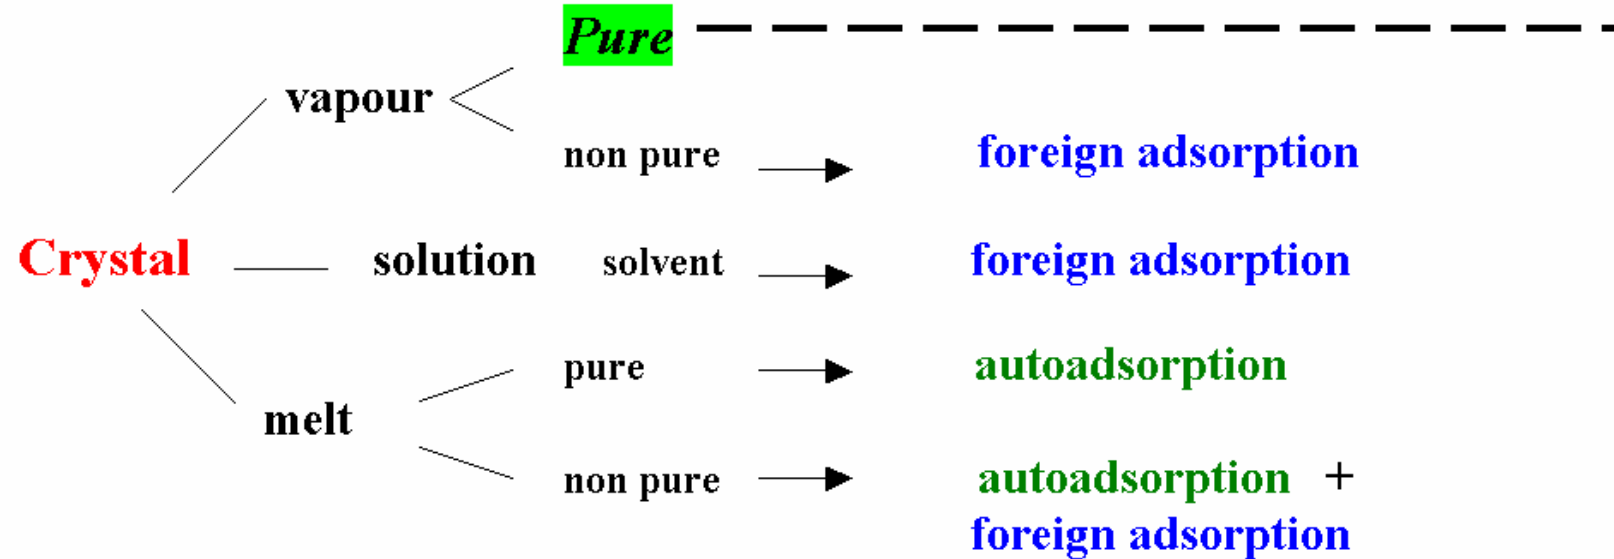 Pure
vapour
non pure foreign adsorption
Crystal solution solvent foreign adsorption
pure autoadsorption
melt
non pure autoadsorption +
foreign adsorption